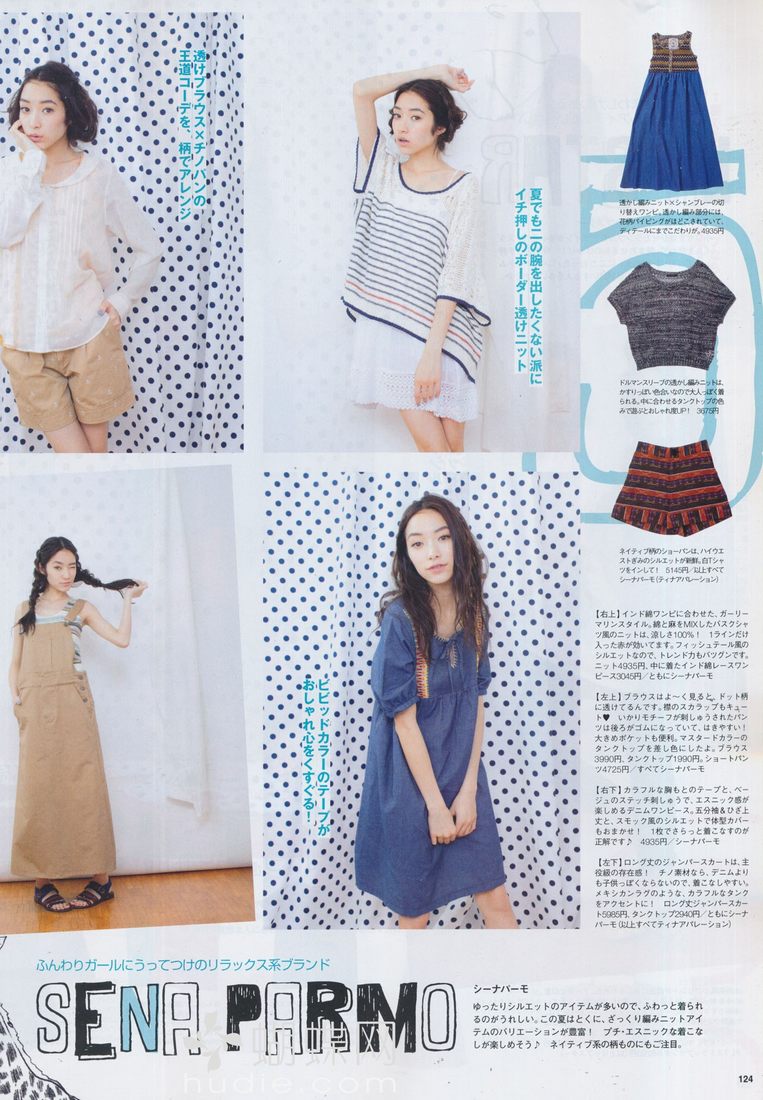 透けブラウス×チノパンの
王道コーデを、柄でアレンジ
夏でも二の腕を出したくない派に
イチ押しのボーダー透けニット
透かし編みニット×シャンブレーの切
り替えワンピ。透かし編み部分には、
花柄パイピングがほどこされていて、
ディテールにまでこだわりが。4935円
ドルマンスリーブの透かし編みニットは、
かすりっぽい色合いなので大人っぽく着
られる。中に合わせるタンクトップの色
みで遊ぶとおしゃれ度UP! 3675円
ネイティブ柄のショーパンは、ハイウエ
ストぎみのシルエットが新鮮。白Tシャ
ツをインして! 5145円/以上すべて
シーナパーモ(ティナアパレーション)
ビビッドカラーのテープが
おしゃれ心をくすぐる!
【右上】インド綿ワンピに合わせた、ガーリー
マリンスタイル。綿と麻をMIXしたバスクシャ
ツ風のニットは、涼しさ100%! 1ラインだけ
入った赤が効いてます。フィッシュテール風の
シルエットなので、トレンド力もバツグンです。
ニット4935円、中に着たインド綿レースワン
ピース3045円/ともにシーナパーモ
【左上】ブラウスはよ〜く見ると、ドット柄
に透けてるんです。襟のスカラップもキュー
ト♥ いかりモチーフが刺しゅうされたパン
ツは後ろがゴムになっていて、はきやすい!
大きめポケットも便利。マスタードカラーの
タンクトップを差し色にしたよ。ブラウス
3990円、タンクトップ1990円。ショートパン
ツ4725円/すべてシーナパーモ
【右下】カラフルな胸もとのテープと、ベー
ジュのステッチ刺しゅうで、エスニック感が
楽しめるデニムワンピース。五分袖&ひざ上
丈と、スモック風のシルエットで体型カバー
もおまかせ! 1枚でさらっと着こなすのが
正解です♪ 4935円/シーナパーモ
【左下】ロング丈のジャンパースカートは、主
役級の存在感! チノ素材なら、デニムより
も子供っぽくならないので、着こなしやすい。
メキシカンラグのような、カラフルなタンク
をアクセントに! ロング丈ジャンパースカ
ート5985円、タンクトップ2940円/ともにシーナ
パーモ(以上すべてティナアパレーション)
ふんわりガールにうってつけのリラックス系ブランド
SENA PARMO
シーナパーモ
ゆったりシルエットのアイテムが多いので、ふわっと着られ
るのがうれしい。この夏はとくに、ざっくり編みニットアイ
テムのバリエーションが豊富! プチ・エスニックな着こな
しが楽しめそう♪ ネイティブ系の柄ものにもご注目。
蝴蝶网
hudie.com
124